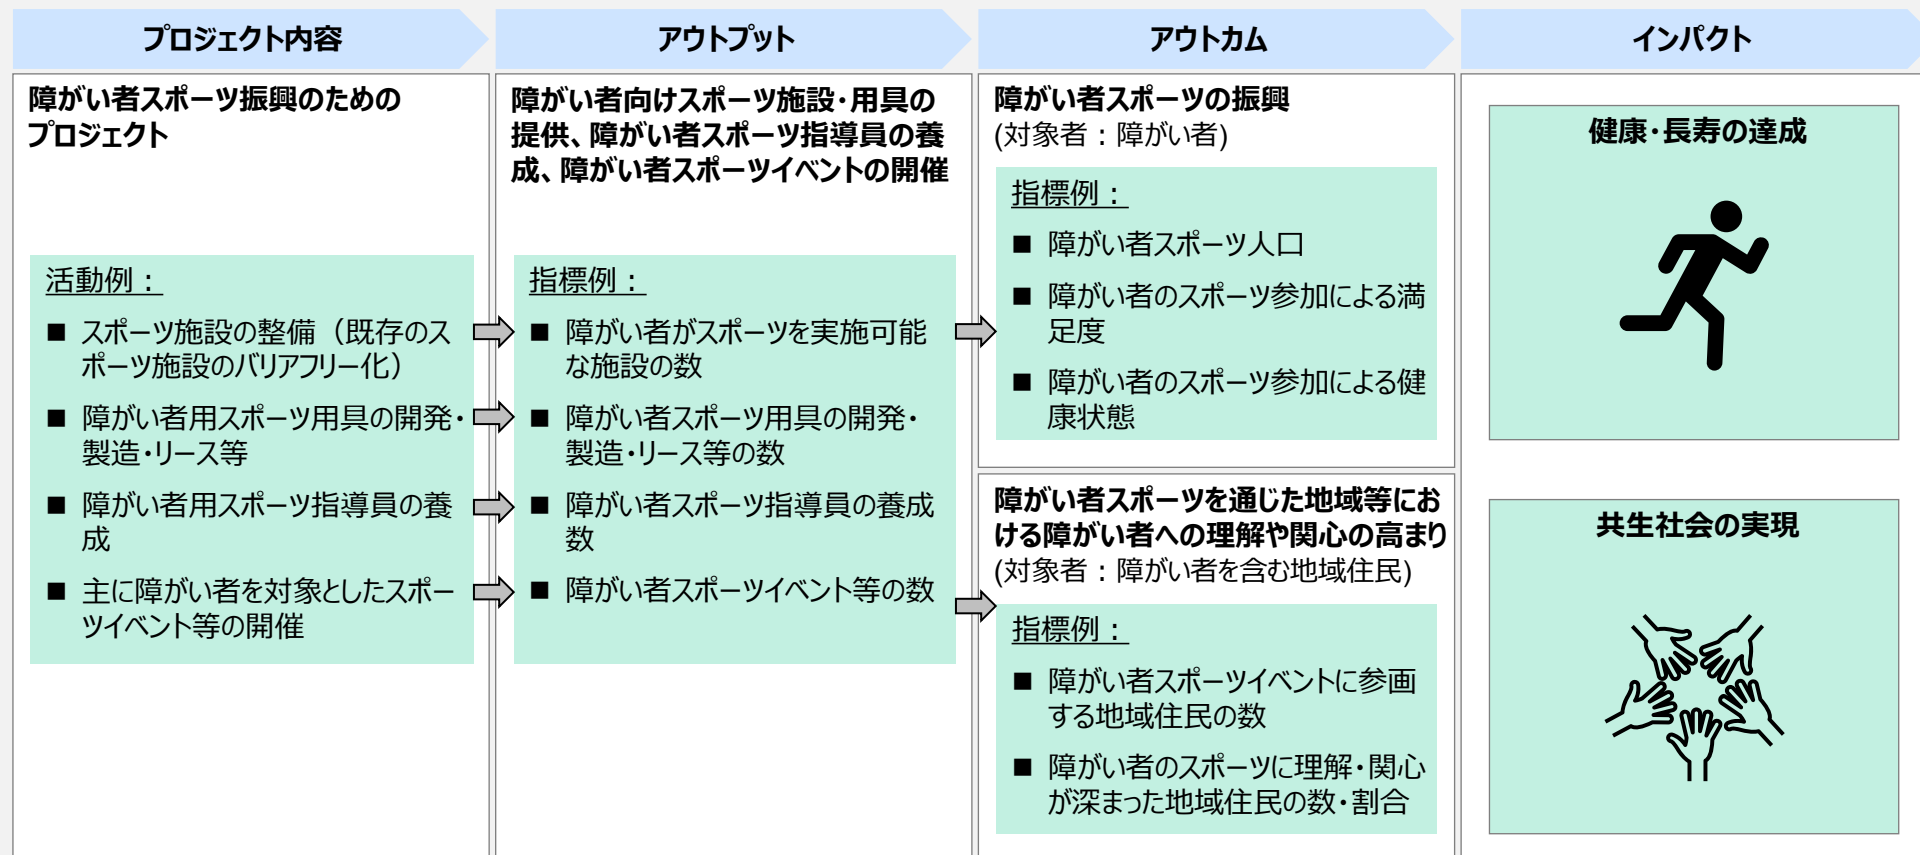 プロジェクト内容
アウトプット
アウトカム
インパクト
障がい者スポーツ振興のための
プロジェクト
活動例：
■ スポーツ施設の整備（既存のス
ポーツ施設のバリアフリー化）
■ 障がい者用スポーツ用具の開発・
製造・リース等
■ 障がい者用スポーツ指導員の養
成
■ 主に障がい者を対象としたスポー
ツイベント等の開催
障がい者向けスポーツ施設・用具の
提供、障がい者スポーツ指導員の養
成、障がい者スポーツイベントの開催
指標例：
■ 障がい者がスポーツを実施可能
な施設の数
■ 障がい者スポーツ用具の開発・
製造・リース等の数
■ 障がい者スポーツ指導員の養成
数
■ 障がい者スポーツイベント等の数
障がい者スポーツの振興
(対象者：障がい者)
指標例：
■ 障がい者スポーツ人口
■ 障がい者のスポーツ参加による満
足度
■ 障がい者のスポーツ参加による健
康状態
障がい者スポーツを通じた地域等にお
ける障がい者への理解や関心の高まり
(対象者：障がい者を含む地域住民)
指標例：
■ 障がい者スポーツイベントに参画
する地域住民の数
■ 障がい者のスポーツに理解・関心
が深まった地域住民の数・割合
健康・長寿の達成
共生社会の実現